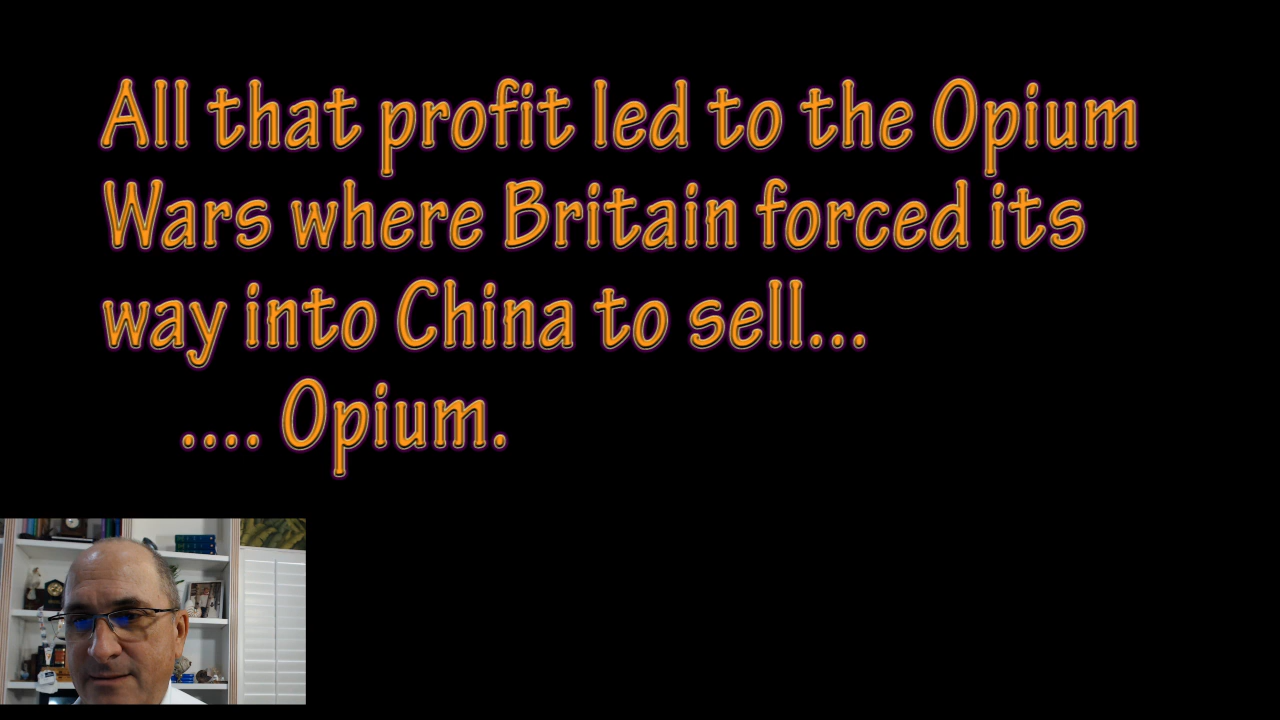 All that profit led to the Opium
Wars where Britain forced its
way into China to sell...
.... Opium.